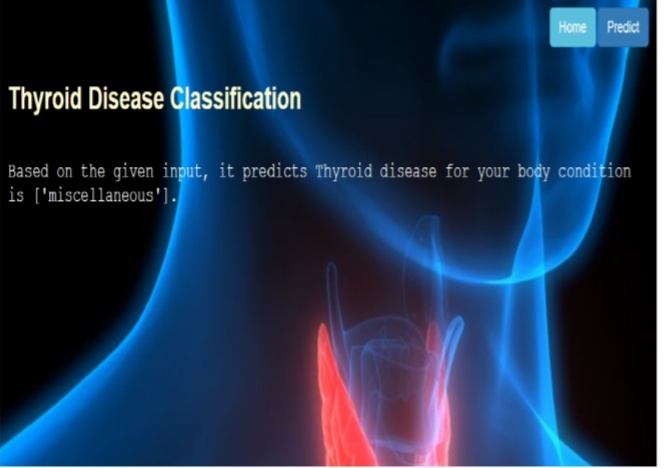 Home Predict
Thyroid Disease Classification
Based on the given input, it predicts Thyroid disease for your body condition
is ['miscellaneous'].